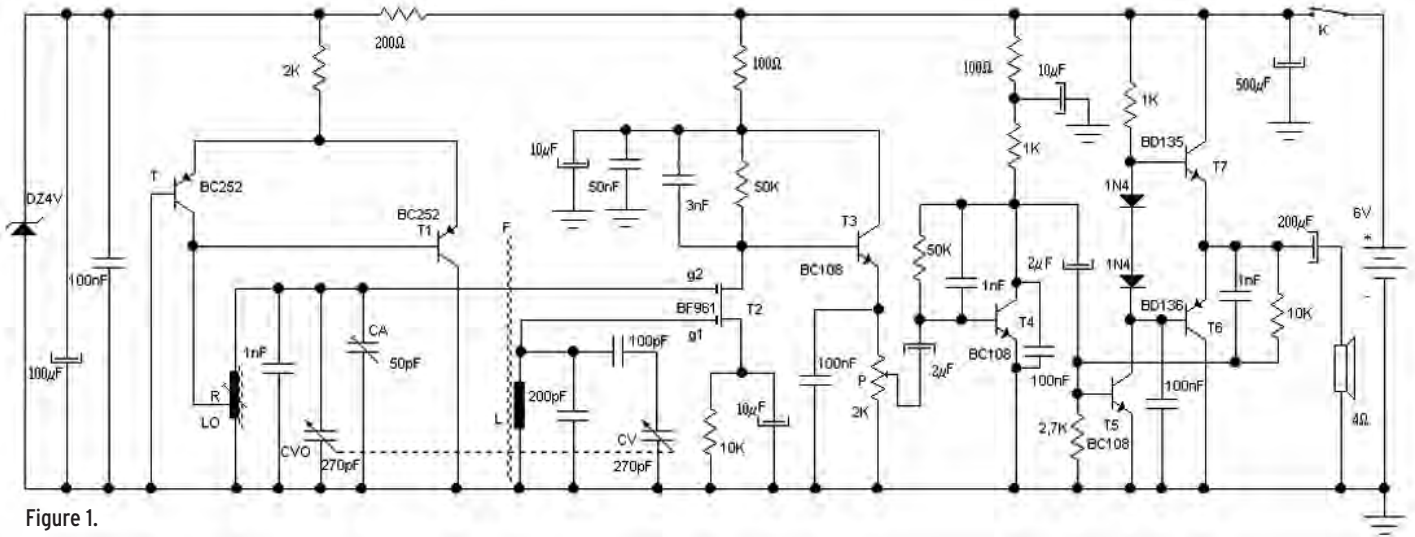 200Ω
2K
100Ω
100Ω
10µF
500µF
K
1K
BD135
T7
T
BC252
DZ4V
10µF
50nF
3nF
50K
1K
1N4
BC252
T1
F
T3
200µF
6V
+
-
100nF
g2
BC108
50K
2µF
1N4
1nF
BF961
T2
1nF
T4
BD136
T6
10K
CA
g1
100pF
1nF
50pF
BC108
100µF
R
LO
200pF
L
100nF
P
2K
2µF
100nF
100nF
4Ω
CVO
270pF
10K
10µF
CV
270pF
2,7K
T5
BC108
Figure 1.